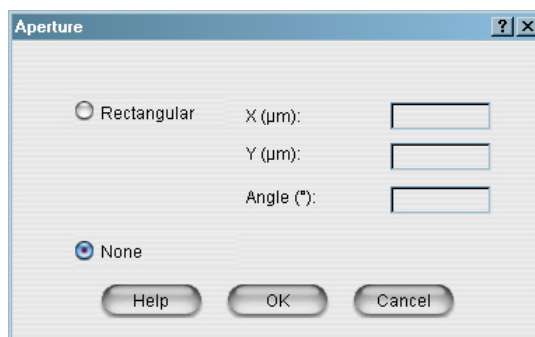 Aperture
Rectangular X (µm):
Y (µm):
Angle (°):
None
Help OK Cancel